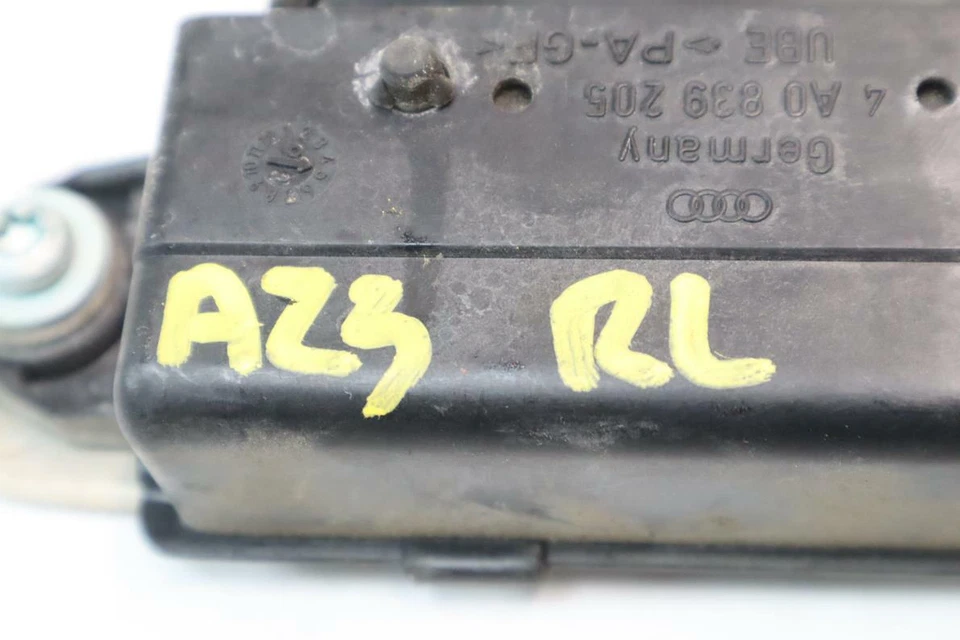 Germany
4 A0 839 205
UBE >PA-GF<
A23 RL